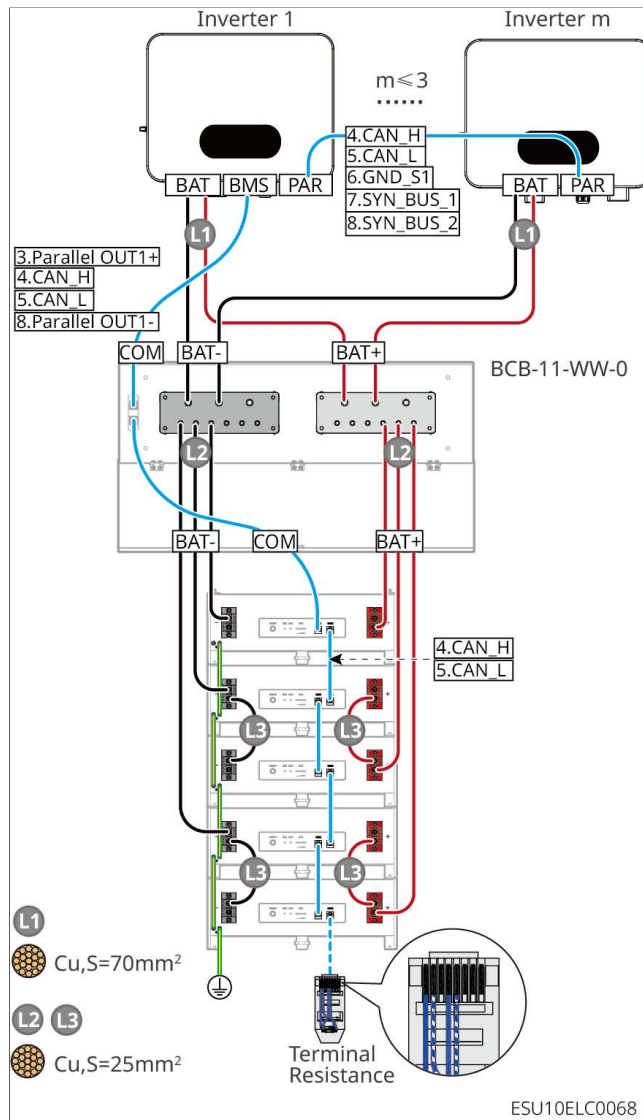 Inverter 1
Inverter m
m≤3
......
4.CAN_H
5.CAN_L
6.GND_S1
7.SYN_BUS_1
8.SYN_BUS_2
BAT
BMS
PAR
BAT
PAR
L1
L1
3.Parallel OUT1+
4.CAN_H
5.CAN_L
8.Parallel OUT1-
COM
BAT-
BAT+
BCB-11-WW-0
L2
L2
BAT-
COM
BAT+
4.CAN_H
5.CAN_L
L3
L3
L3
L3
L1
Cu,S=70mm²
L2 L3
Cu,S=25mm²
Terminal
Resistance
ESU10ELC0068